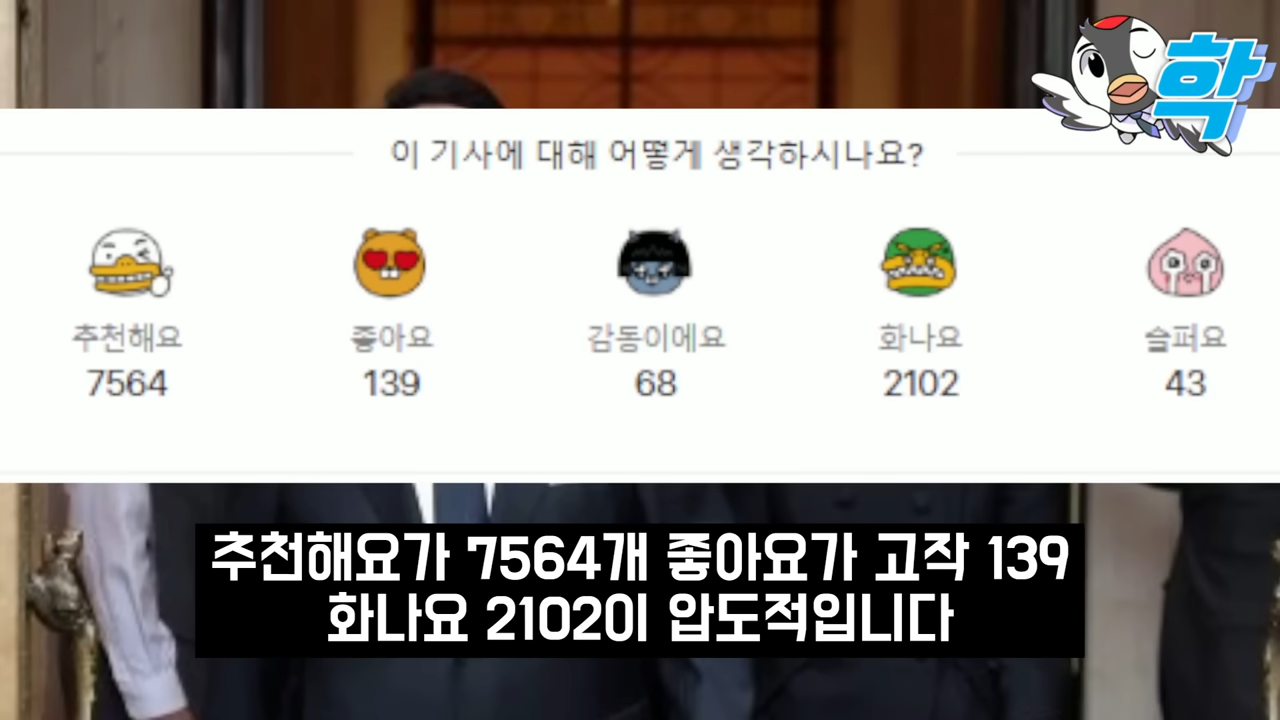 학
이 기사에 대해 어떻게 생각하시나요?
추천해요 좋아요 감동이에요 화나요 슬퍼요
7564 139 68 2102 43
추천해요가 7564개 좋아요가 고작 139
화나요 2102이 압도적입니다